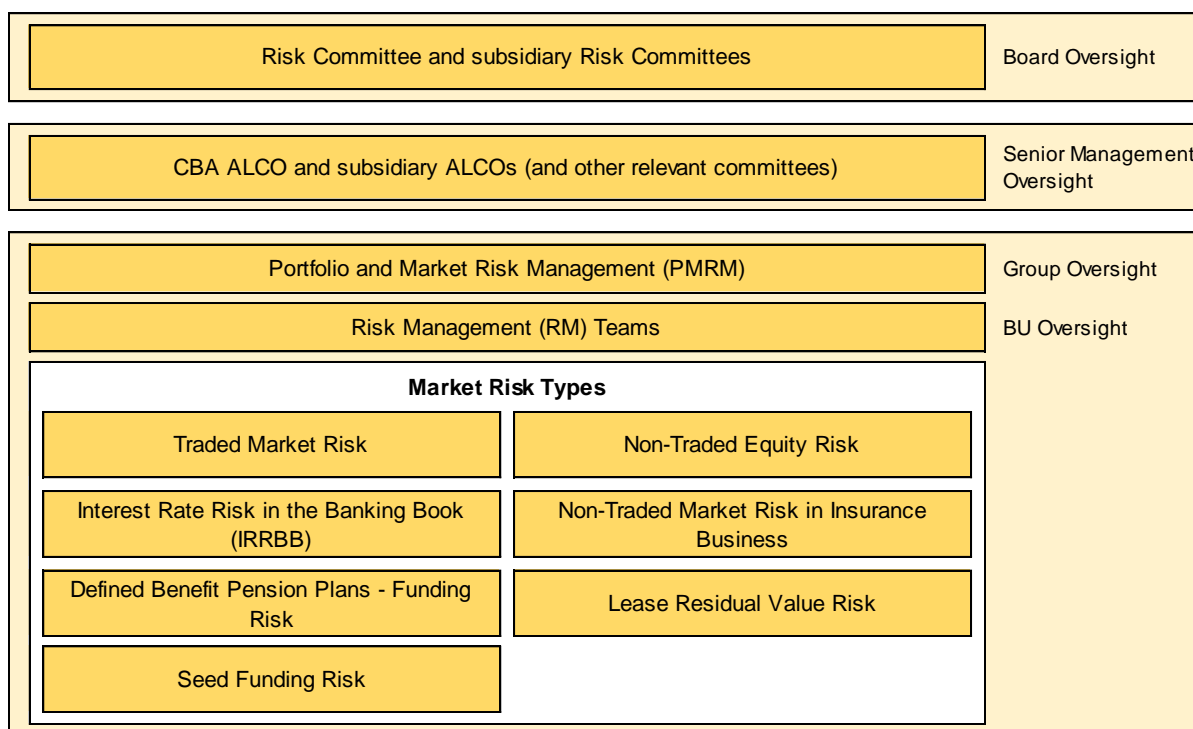 Risk Committee and subsidiary Risk Committees
Board Oversight
CBA ALCO and subsidiary ALCOs (and other relevant committees)
Senior Management
Oversight
Portfolio and Market Risk Management (PMRM)
Group Oversight
Risk Management (RM) Teams
BU Oversight
Market Risk Types
Traded Market Risk
Non-Traded Equity Risk
Interest Rate Risk in the Banking Book
(IRRBB)
Non-Traded Market Risk in Insurance
Business
Defined Benefit Pension Plans - Funding
Risk
Lease Residual Value Risk
Seed Funding Risk